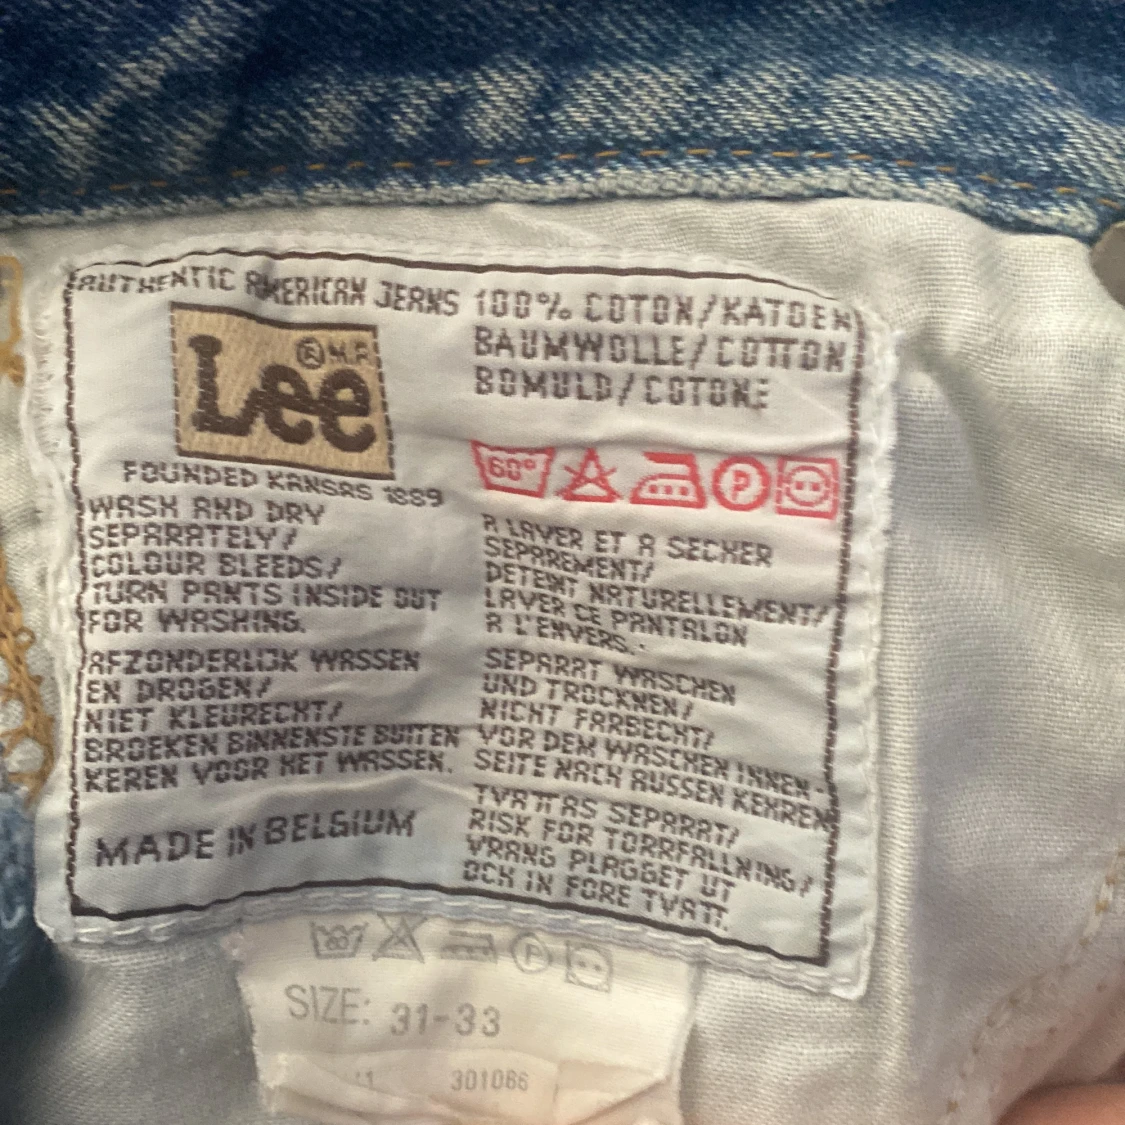 AUTHENTIC AMERICAN JEANS
Lee
® M.R.
FOUNDED KANSAS 1889
WASH AND DRY
SEPARATELY/
COLOUR BLEEDS/
TURN PANTS INSIDE OUT
FOR WASHING.
AFZONDERLIJK WASSEN
EN DROGEN/
NIET KLEURECHT/
BROEKEN BINNENSTE BUITEN
KEREN VOOR HET WASSEN.
MADE IN BELGIUM
100% COTON/KATOEN
BAUMWOLLE/COTTON
BOMULD/COTONE
60° P
A LAVER ET A SECHER
SEPAREMENT/
DETEINT NATURELLEMENT/
LAVER CE PANTALON
A L'ENVERS.
SEPARAT WASCHEN
UND TROCKNEN/
NICHT FARBECHT/
VOR DEM WASCHEN INNEN-
SEITE NACH AUSSEN KEHREN
TVATTAS SEPARAT/
RISK FOR TORRFALLNING/
VRANG PLAGGET UT
OCH IN FORE TVATT.
60 P
SIZE: 31-33
301086